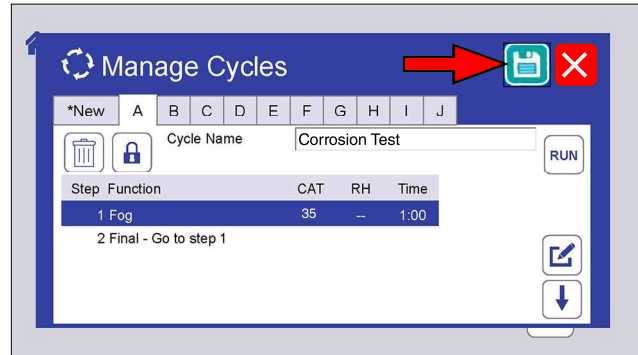 Manage Cycles
*New A B C D E F G H I J
Cycle Name Corrosion Test
RUN
Step Function CAT RH Time
1 Fog 35 -- 1:00
2 Final - Go to step 1